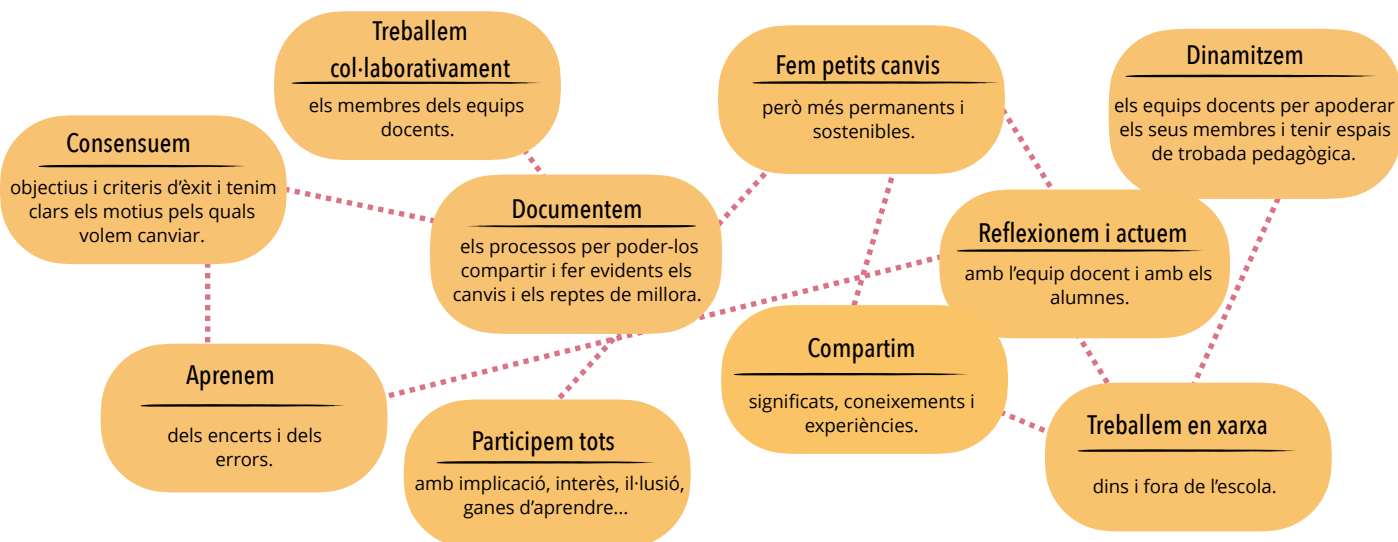 Treballem
col·laborativament
els membres dels equips
docents.
Fem petits canvis
però més permanents i
sostenibles.
Dinamitzem
els equips docents per apoderar
els seus membres i tenir espais
de trobada pedagògica.
Consensuem
objectius i criteris d'èxit i tenim
clars els motius pels quals
volem canviar.
Documentem
els processos per poder-los
compartir i fer evidents els
canvis i els reptes de millora.
Reflexionem i actuem
amb l'equip docent i amb els
alumnes.
Aprenem
dels encerts i dels
errors.
Compartim
significats, coneixements i
experiències.
Participem tots
amb implicació, interès, il·lusió,
ganes d'aprendre...
Treballem en xarxa
dins i fora de l'escola.